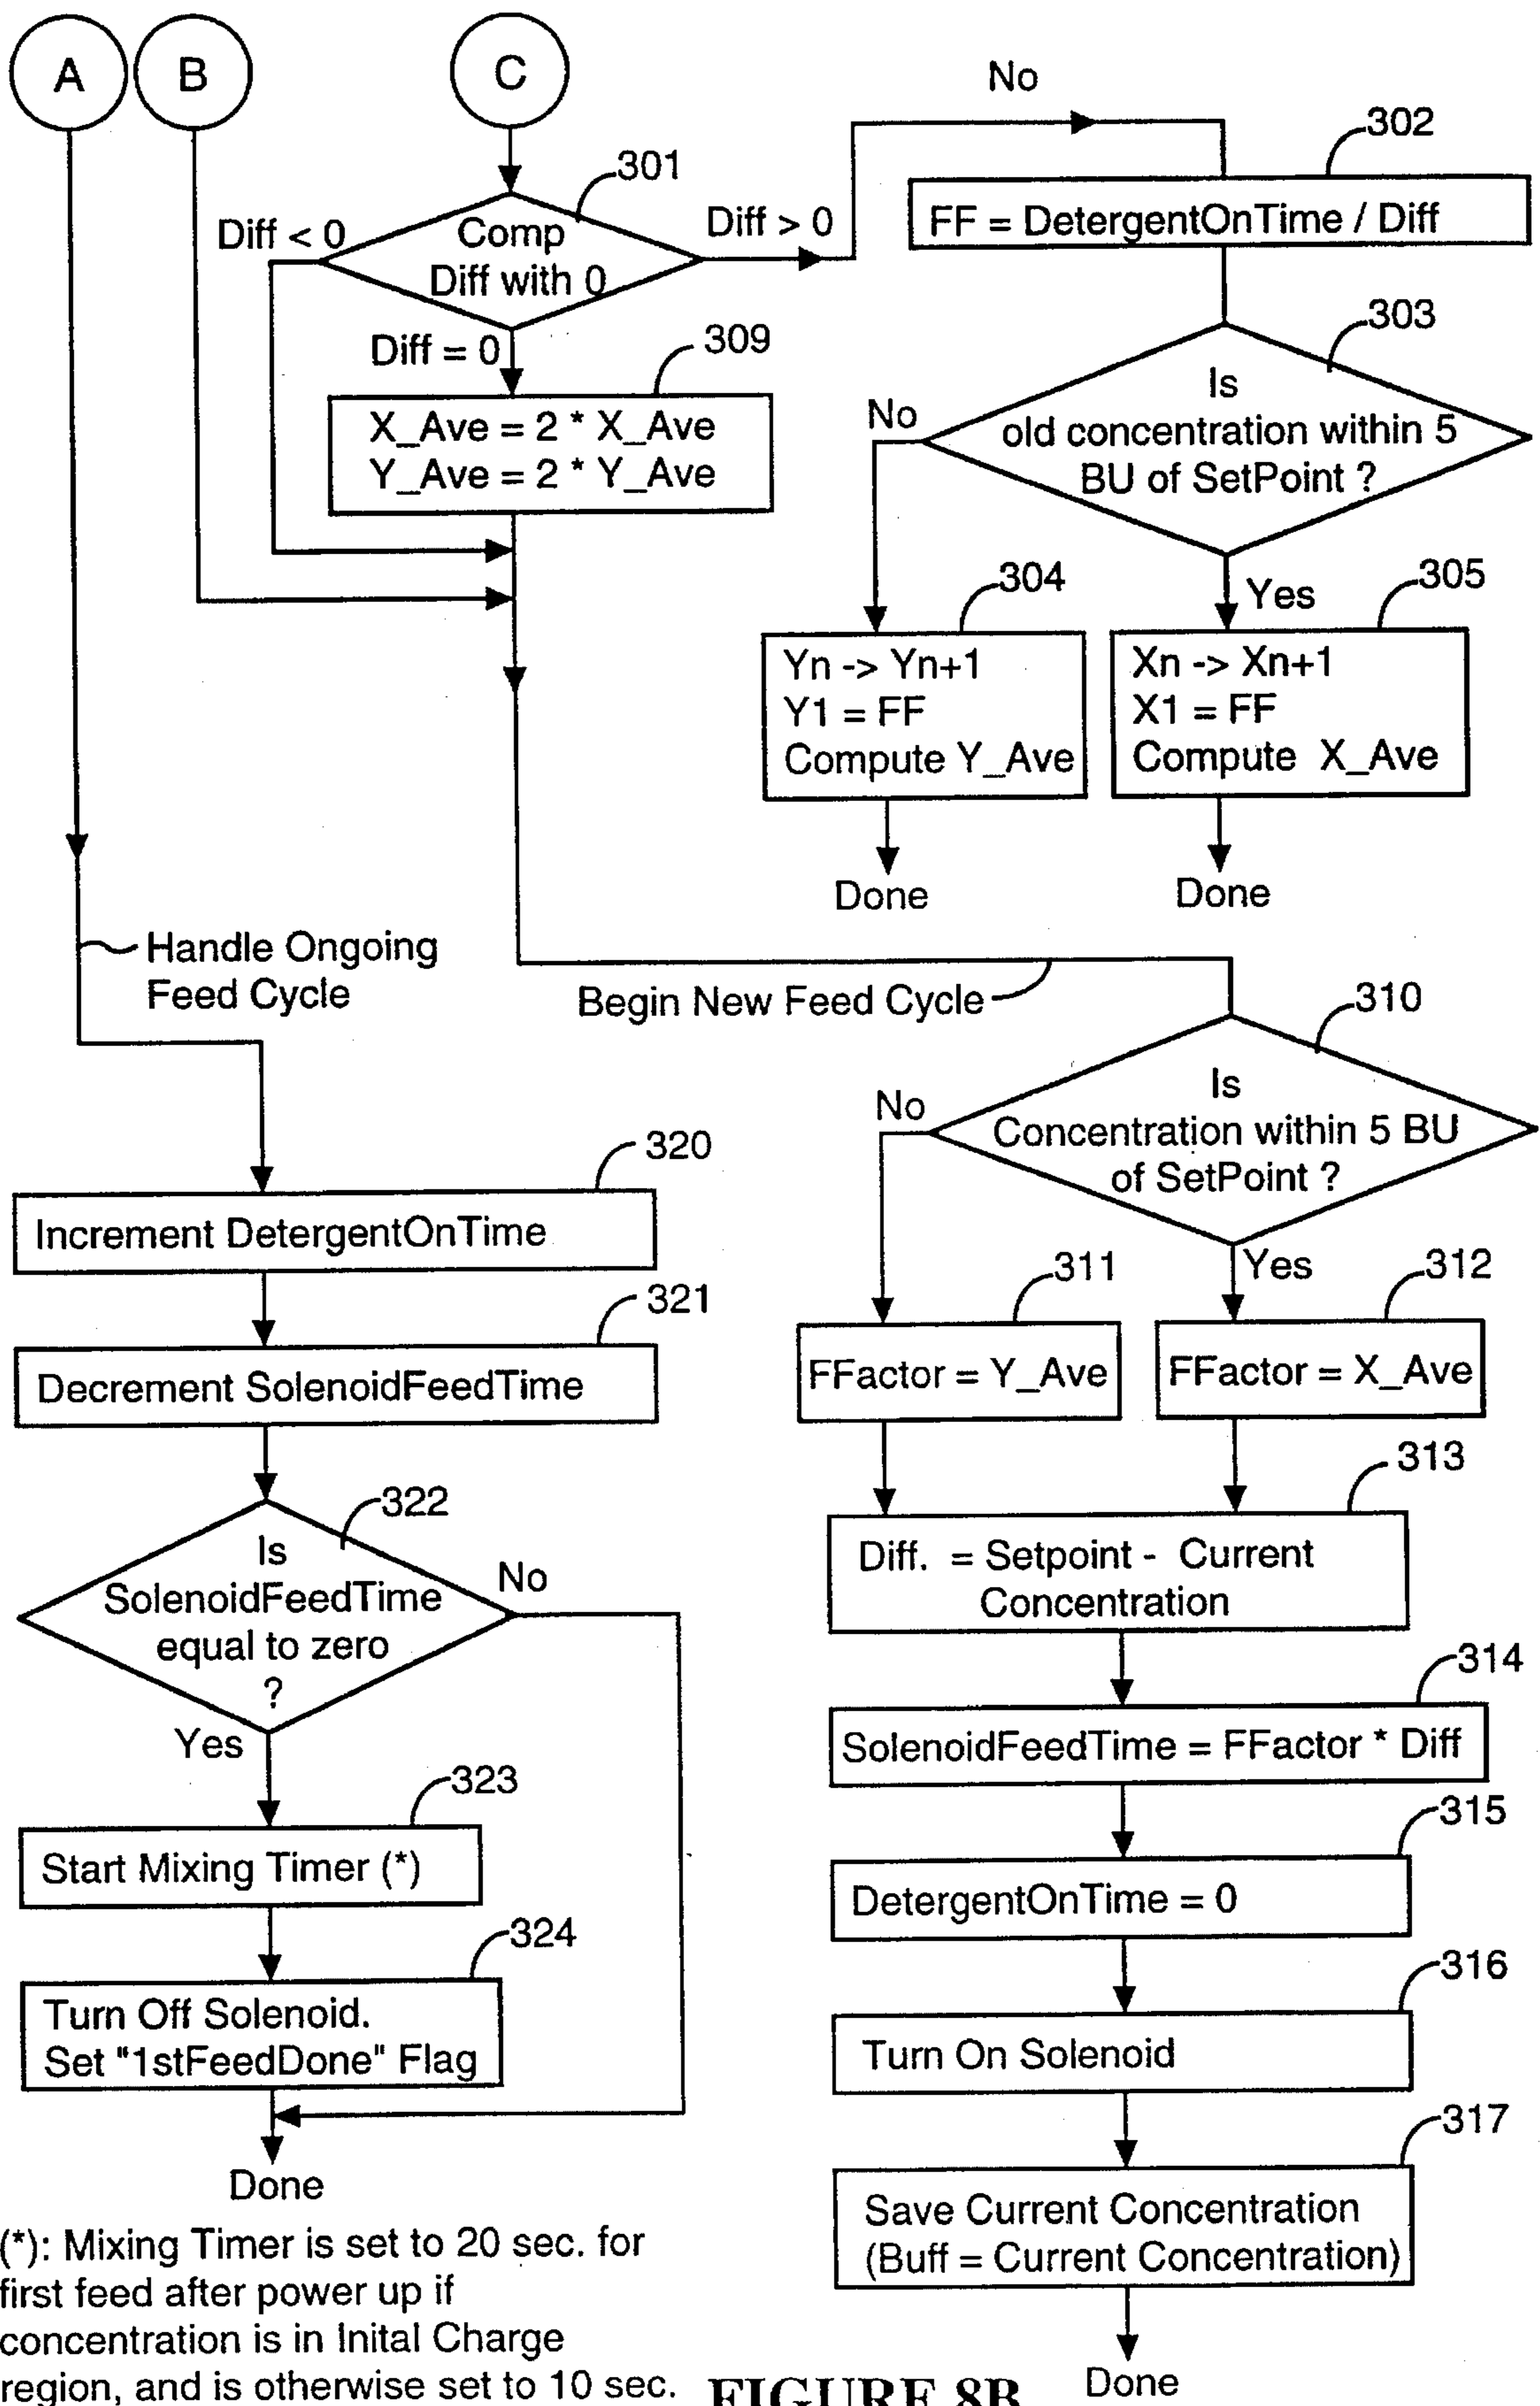 A
B
C
No
301
302
Diff < 0
Comp
Diff with 0
Diff > 0
FF = DetergentOnTime / Diff
Diff = 0
309
303
X_Ave = 2 * X_Ave
Y_Ave = 2 * Y_Ave
Is
old concentration within 5
BU of SetPoint ?
No
Yes
304
305
Yn -> Yn+1
Y1 = FF
Compute Y_Ave
Xn -> Xn+1
X1 = FF
Compute X_Ave
Done
Done
Handle Ongoing
Feed Cycle
Begin New Feed Cycle
310
Is
Concentration within 5 BU
of SetPoint ?
No
Yes
320
Increment DetergentOnTime
311
312
FFactor = Y_Ave
FFactor = X_Ave
321
Decrement SolenoidFeedTime
313
Diff. = Setpoint - Current
Concentration
322
Is
SolenoidFeedTime
equal to zero
?
No
Yes
314
SolenoidFeedTime = FFactor * Diff
323
Start Mixing Timer (*)
315
DetergentOnTime = 0
324
Turn Off Solenoid.
Set "1stFeedDone" Flag
316
Turn On Solenoid
317
Save Current Concentration
(Buff = Current Concentration)
Done
Done
(*): Mixing Timer is set to 20 sec. for
first feed after power up if
concentration is in Inital Charge
region, and is otherwise set to 10 sec.
FIGURE 8B